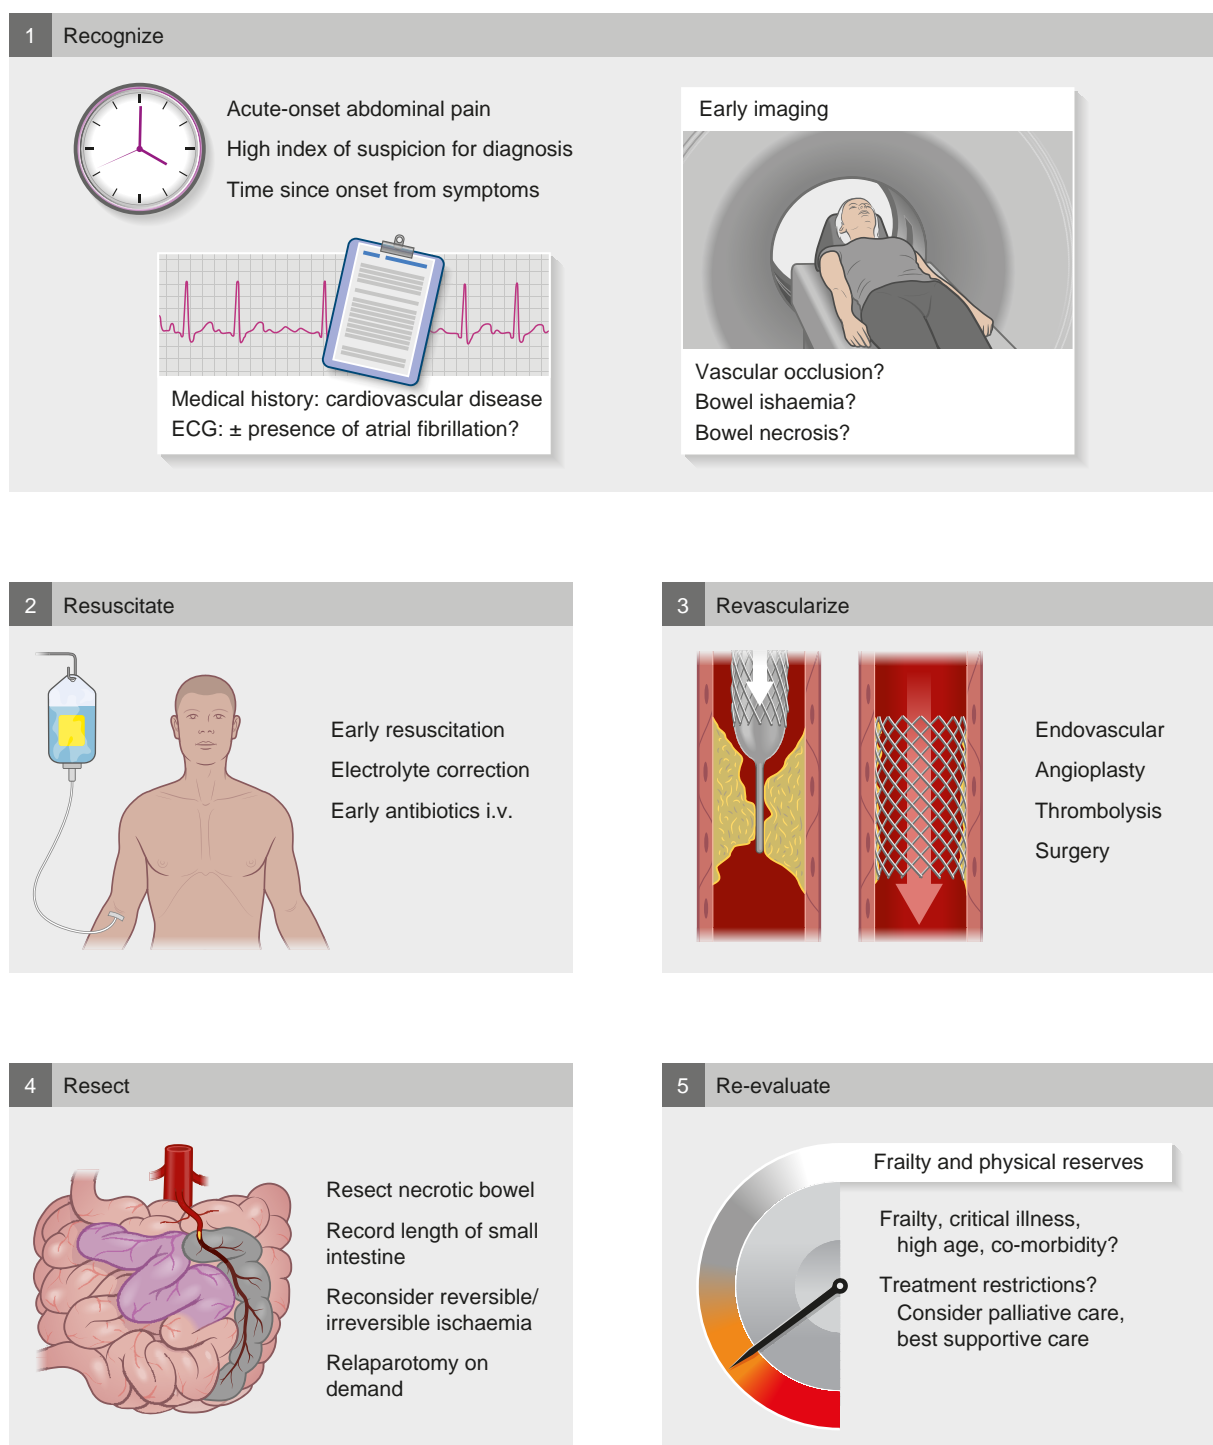 1 Recognize
Acute-onset abdominal pain
High index of suspicion for diagnosis
Time since onset from symptoms
Medical history: cardiovascular disease
ECG: ± presence of atrial fibrillation?
Early imaging
Vascular occlusion?
Bowel ishaemia?
Bowel necrosis?
2 Resuscitate
Early resuscitation
Electrolyte correction
Early antibiotics i.v.
3 Revascularize
Endovascular
Angioplasty
Thrombolysis
Surgery
4 Resect
Resect necrotic bowel
Record length of small
intestine
Reconsider reversible/
irreversible ischaemia
Relaparotomy on
demand
5 Re-evaluate
Frailty and physical reserves
Frailty, critical illness,
high age, co-morbidity?
Treatment restrictions?
Consider palliative care,
best supportive care